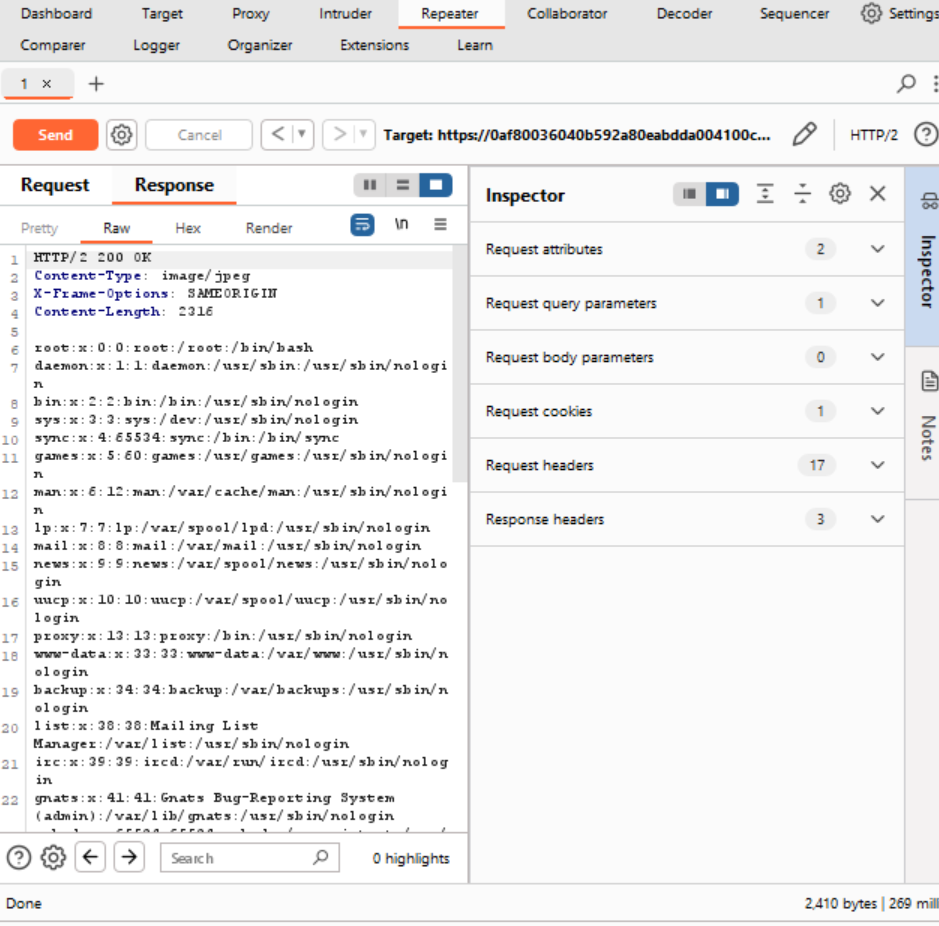 Dashboard Target Proxy Intruder Repeater Collaborator Decoder Sequencer Settings
Comparer Logger Organizer Extensions Learn
1 × +
Send Cancel < > Target: https://0af80036040b592a80eabdda004100c... HTTP/2 ?
Request Response
Pretty Raw Hex Render \n
1 HTTP/2 200 OK
2 Content-Type: image/jpeg
3 X-Frame-Options: SAMEORIGIN
4 Content-Length: 2316
5
6 root:x:0:0:root:/root:/bin/bash
7 daemon:x:1:1:daemon:/usr/sbin:/usr/sbin/nologi
n
8 bin:x:2:2:bin:/bin:/usr/sbin/nologin
9 sys:x:3:3:sys:/dev:/usr/sbin/nologin
10 sync:x:4:65534:sync:/bin:/bin/sync
11 games:x:5:60:games:/usr/games:/usr/sbin/nologi
n
12 man:x:6:12:man:/var/cache/man:/usr/sbin/nologi
n
13 lp:x:7:7:lp:/var/spool/lpd:/usr/sbin/nologin
14 mail:x:8:8:mail:/var/mail:/usr/sbin/nologin
15 news:x:9:9:news:/var/spool/news:/usr/sbin/nolo
gin
16 uucp:x:10:10:uucp:/var/spool/uucp:/usr/sbin/no
login
17 proxy:x:13:13:proxy:/bin:/usr/sbin/nologin
18 www-data:x:33:33:www-data:/var/www:/usr/sbin/n
ologin
19 backup:x:34:34:backup:/var/backups:/usr/sbin/n
ologin
20 list:x:38:38:Mailing List
Manager:/var/list:/usr/sbin/nologin
21 irc:x:39:39:ircd:/var/run/ircd:/usr/sbin/nolog
in
22 gnats:x:41:41:Gnats Bug-Reporting System
(admin):/var/lib/gnats:/usr/sbin/nologin
? Search 0 highlights
Inspector
Request attributes 2
Request query parameters 1
Request body parameters 0
Request cookies 1
Request headers 17
Response headers 3
Inspector
Notes
Done 2,410 bytes | 269 mill